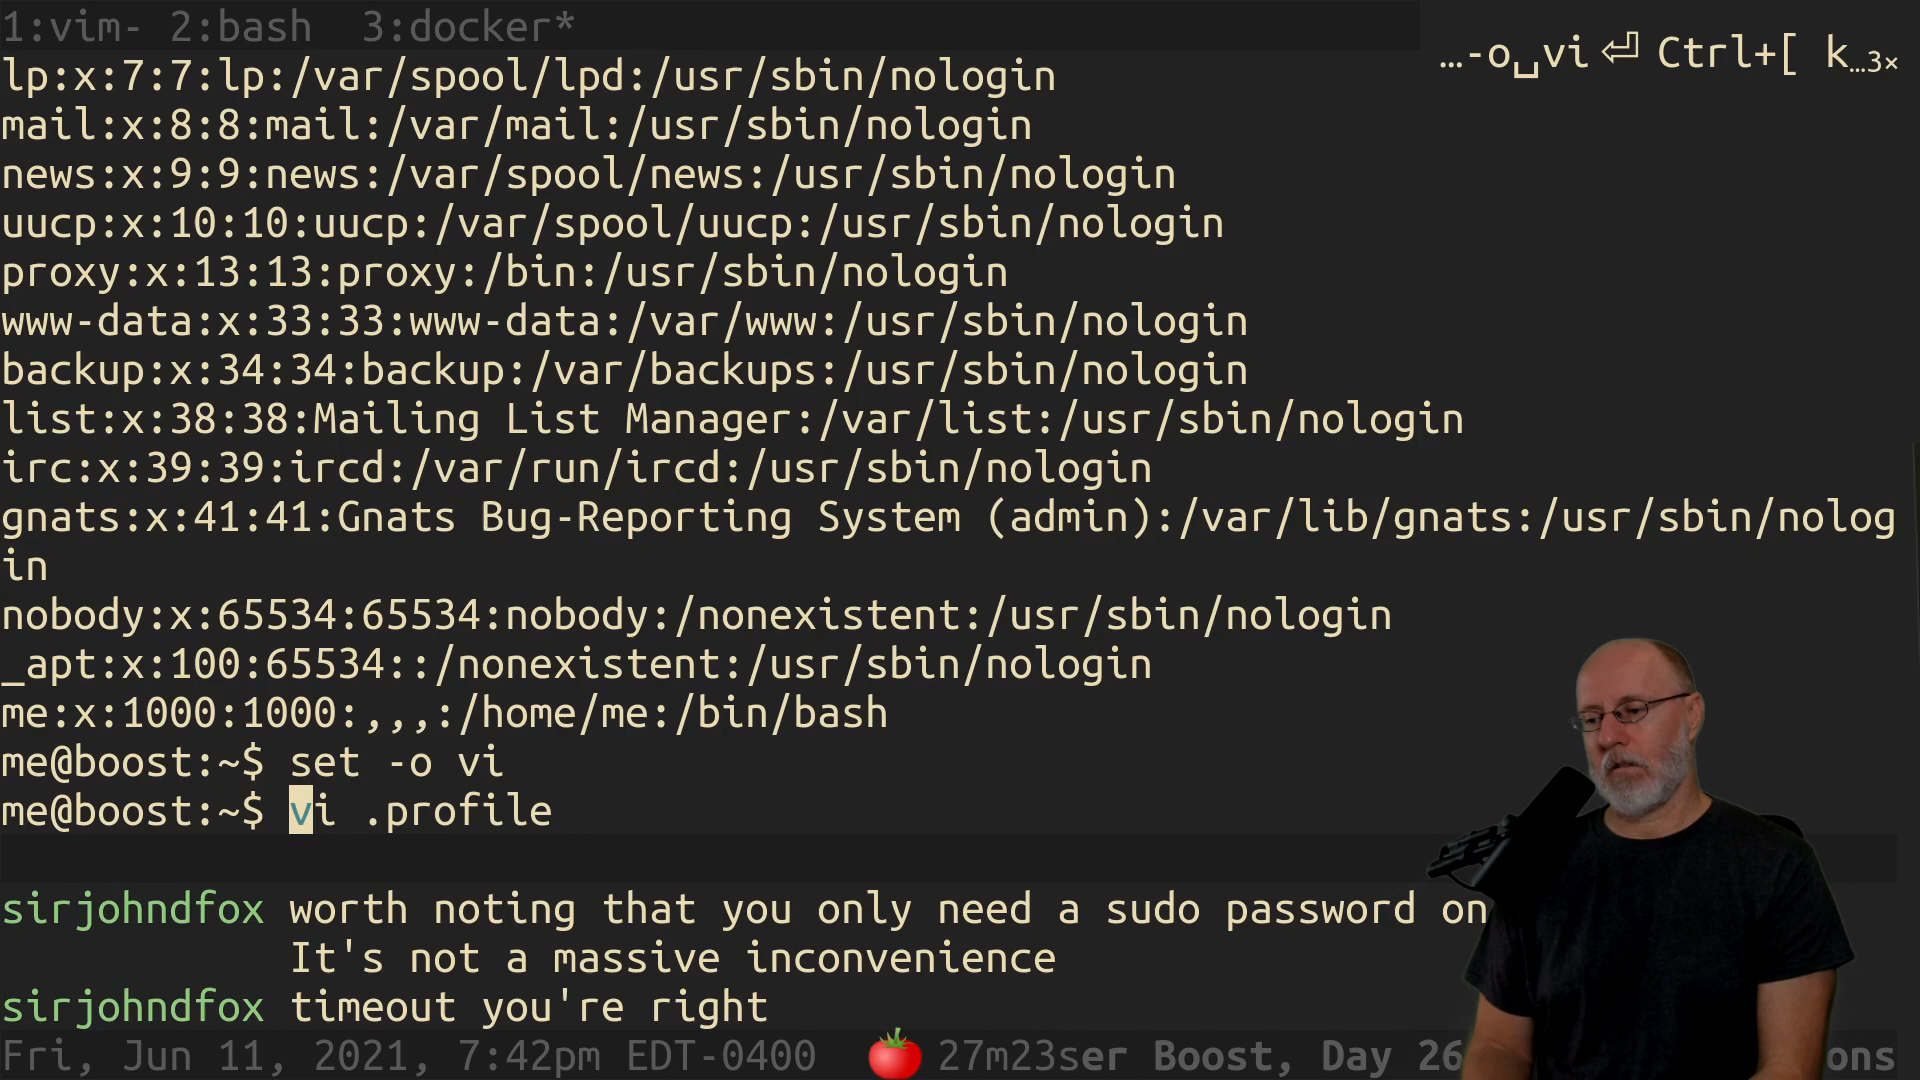 1:vim- 2:bash  3:docker*
…-o␣vi⏎ Ctrl+[ k…3×
lp:x:7:7:lp:/var/spool/lpd:/usr/sbin/nologin
mail:x:8:8:mail:/var/mail:/usr/sbin/nologin
news:x:9:9:news:/var/spool/news:/usr/sbin/nologin
uucp:x:10:10:uucp:/var/spool/uucp:/usr/sbin/nologin
proxy:x:13:13:proxy:/bin:/usr/sbin/nologin
www-data:x:33:33:www-data:/var/www:/usr/sbin/nologin
backup:x:34:34:backup:/var/backups:/usr/sbin/nologin
list:x:38:38:Mailing List Manager:/var/list:/usr/sbin/nologin
irc:x:39:39:ircd:/var/run/ircd:/usr/sbin/nologin
gnats:x:41:41:Gnats Bug-Reporting System (admin):/var/lib/gnats:/usr/sbin/nolog
in
nobody:x:65534:65534:nobody:/nonexistent:/usr/sbin/nologin
_apt:x:100:65534::/nonexistent:/usr/sbin/nologin
me:x:1000:1000:,,,:/home/me:/bin/bash
me@boost:~$ set -o vi
me@boost:~$ vi .profile
sirjohndfox worth noting that you only need a sudo password on
It's not a massive inconvenience
sirjohndfox timeout you're right
Fri, Jun 11, 2021, 7:42pm EDT-0400 🍅 27m23ser Boost, Day 26 ons